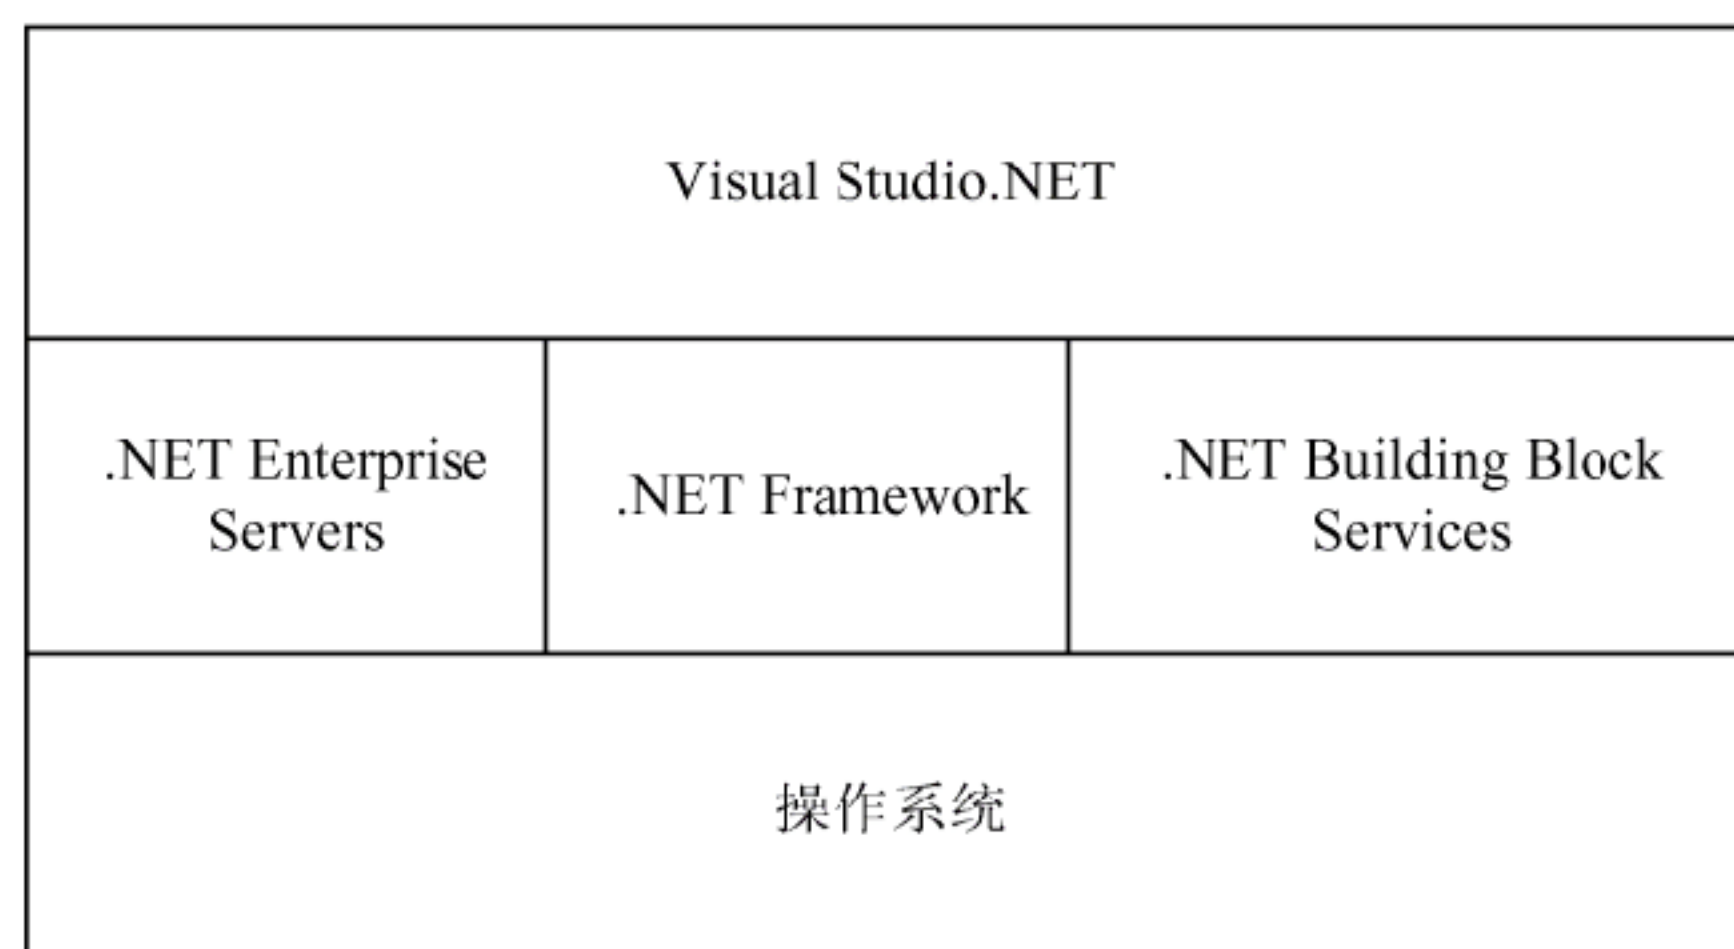 Visual Studio.NET
.NET Enterprise
Servers
.NET Framework
.NET Building Block
Services
操作系统